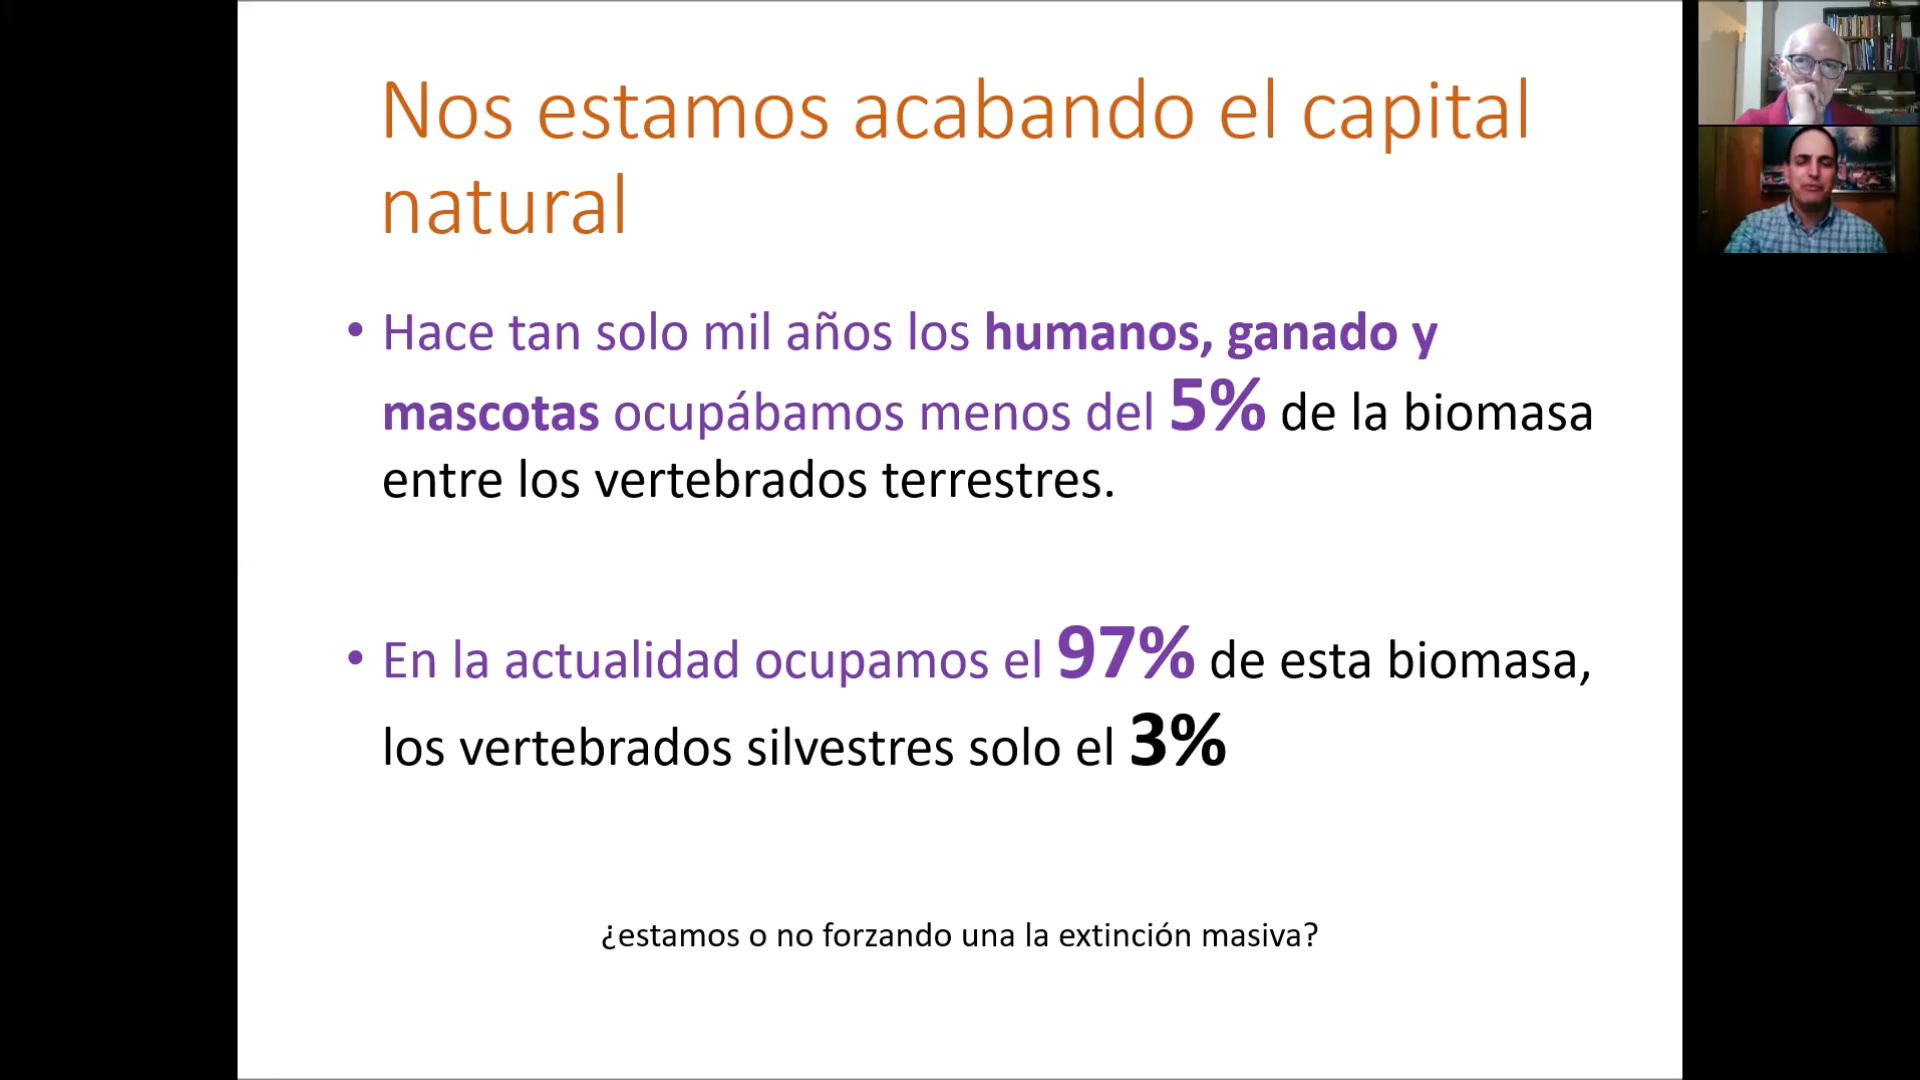 Nos estamos acabando el capital
natural
• Hace tan solo mil años los humanos, ganado y
mascotas ocupábamos menos del 5% de la biomasa
entre los vertebrados terrestres.
• En la actualidad ocupamos el 97% de esta biomasa,
los vertebrados silvestres solo el 3%
¿estamos o no forzando una la extinción masiva?